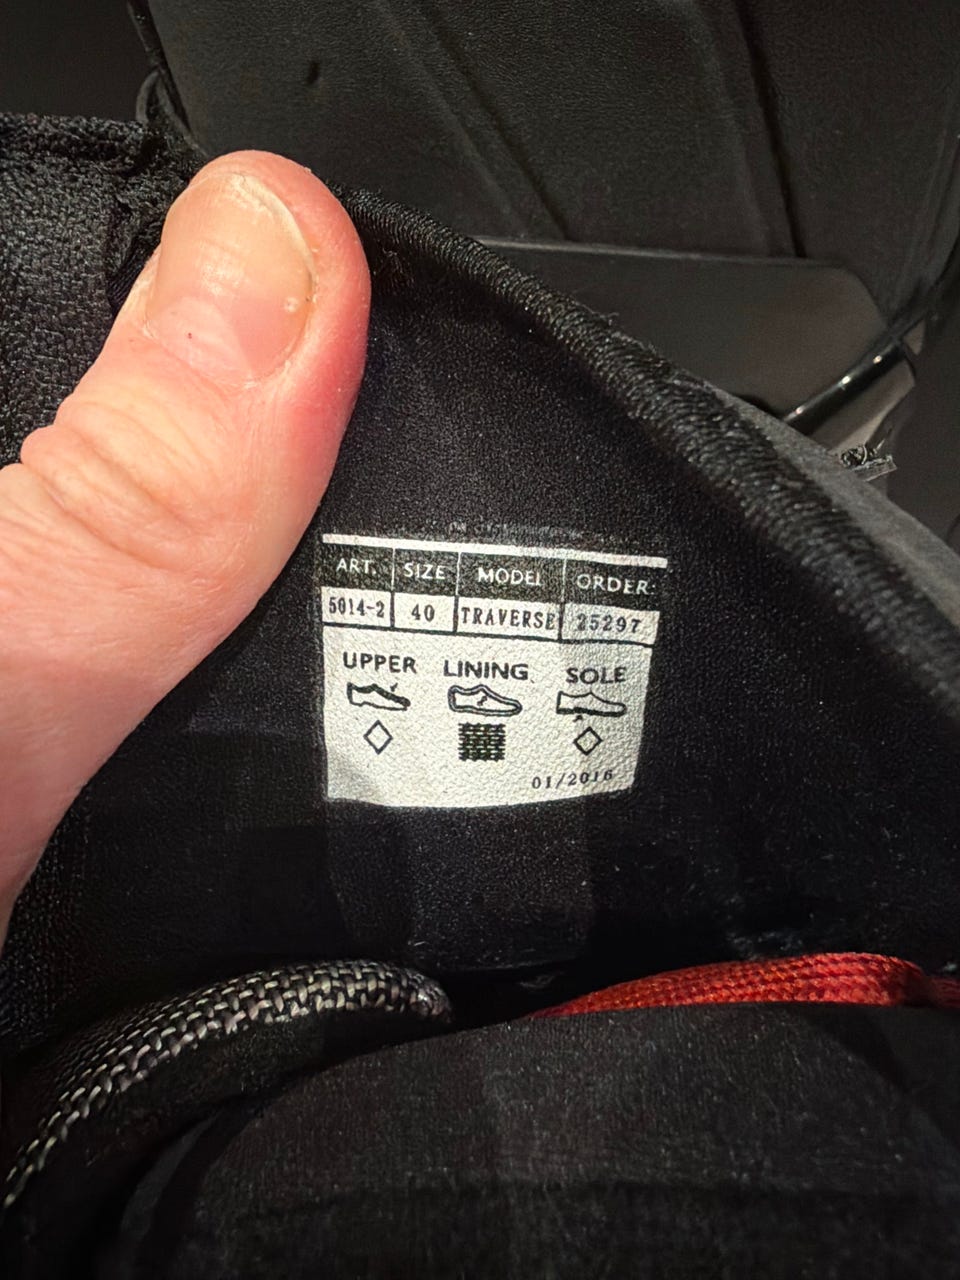 ART. SIZE MODEL ORDER
5014-2 40 TRAVERSE 25297
UPPER LINING SOLE
01/2016